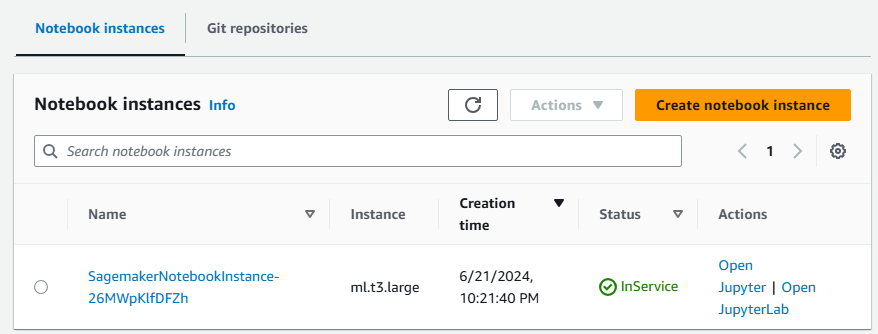 Notebook instances Git repositories
Notebook instances Info Actions Create notebook instance
Search notebook instances 1
Name Instance Creation time Status Actions
SagemakerNotebookInstance-
26MWpKlfDFZh
ml.t3.large
6/21/2024,
10:21:40 PM
InService
Open
Jupyter | Open
JupyterLab